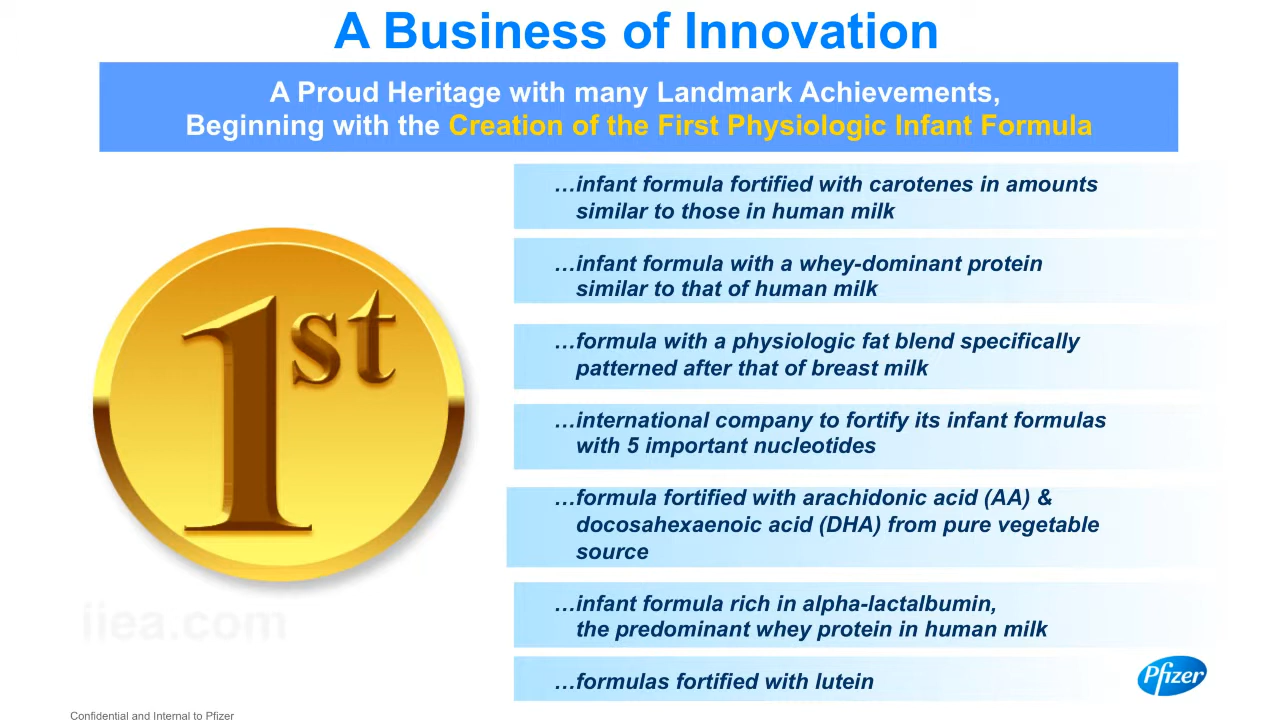 A Business of Innovation
A Proud Heritage with many Landmark Achievements,
Beginning with the Creation of the First Physiologic Infant Formula
1st
…infant formula fortified with carotenes in amounts
similar to those in human milk
…infant formula with a whey-dominant protein
similar to that of human milk
…formula with a physiologic fat blend specifically
patterned after that of breast milk
…international company to fortify its infant formulas
with 5 important nucleotides
…formula fortified with arachidonic acid (AA) &
docosahexaenoic acid (DHA) from pure vegetable
source
…infant formula rich in alpha-lactalbumin,
the predominant whey protein in human milk
…formulas fortified with lutein
Pfizer
Confidential and Internal to Pfizer